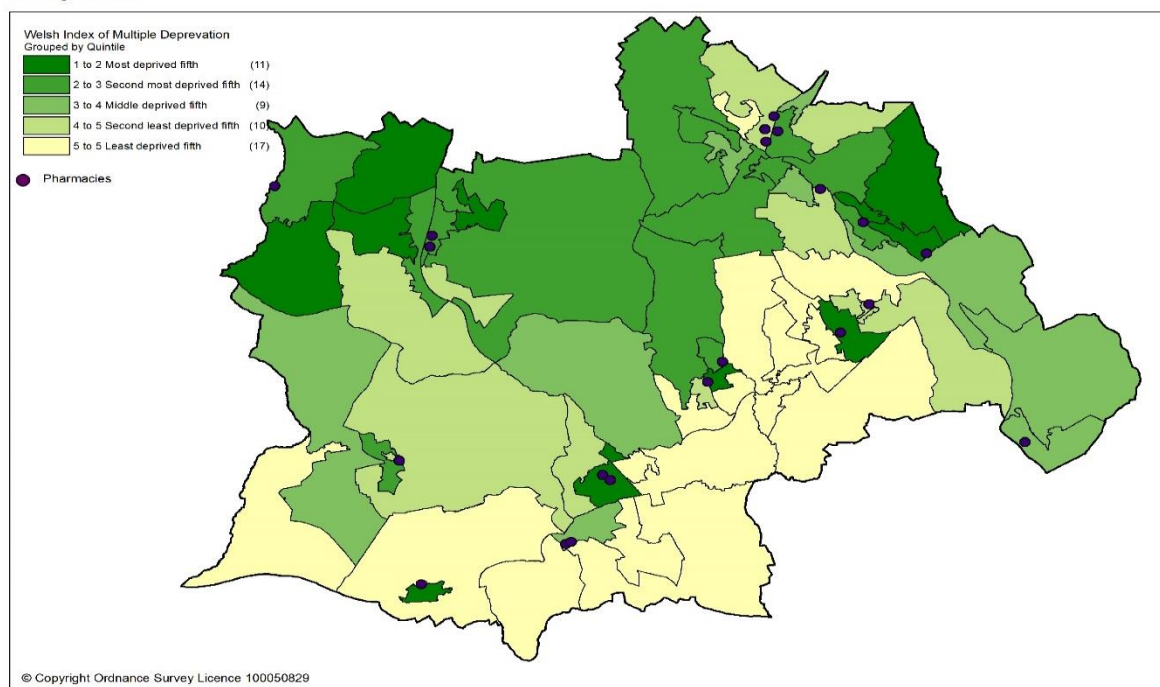 Welsh Index of Multiple Deprevation
Grouped by Quintile
1 to 2 Most deprived fifth (11)
2 to 3 Second most deprived fifth (14)
3 to 4 Middle deprived fifth (9)
4 to 5 Second least deprived fifth (10)
5 to 5 Least deprived fifth (17)
Pharmacies
© Copyright Ordnance Survey Licence 100050829